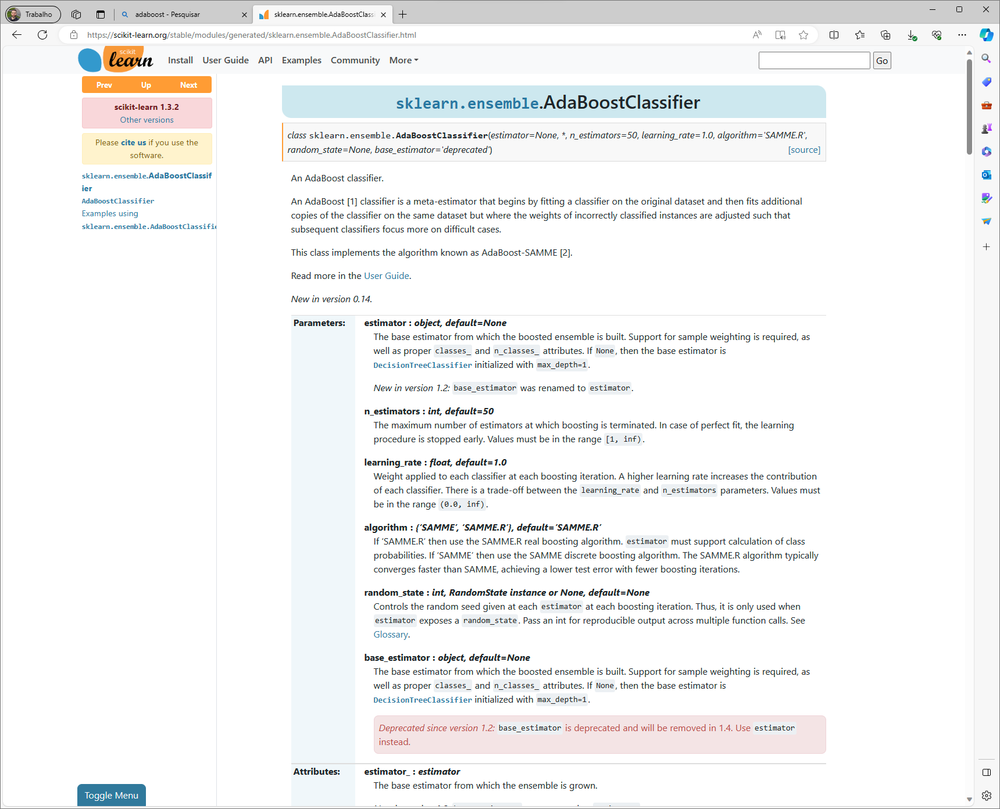 Trabalho
adaboost - Pesquisar
sklearn.ensemble.AdaBoostClass
https://scikit-learn.org/stable/modules/generated/sklearn.ensemble.AdaBoostClassifier.html
scikit
learn
Install User Guide API Examples Community More
Go
Prev Up Next
scikit-learn 1.3.2
Other versions
Please cite us if you use the
software.
sklearn.ensemble.AdaBoostClassif
ier
AdaBoostClassifier
Examples using
sklearn.ensemble.AdaBoostClassifie
sklearn.ensemble.AdaBoostClassifier
class sklearn.ensemble.AdaBoostClassifier(estimator=None, *, n_estimators=50, learning_rate=1.0, algorithm='SAMME.R',
random_state=None, base_estimator='deprecated') [source]
An AdaBoost classifier.
An AdaBoost [1] classifier is a meta-estimator that begins by fitting a classifier on the original dataset and then fits additional
copies of the classifier on the same dataset but where the weights of incorrectly classified instances are adjusted such that
subsequent classifiers focus more on difficult cases.
This class implements the algorithm known as AdaBoost-SAMME [2].
Read more in the User Guide.
New in version 0.14.
Parameters:
estimator : object, default=None
The base estimator from which the boosted ensemble is built. Support for sample weighting is required, as
well as proper classes_ and n_classes_ attributes. If None, then the base estimator is
DecisionTreeClassifier initialized with max_depth=1.
New in version 1.2: base_estimator was renamed to estimator.
n_estimators : int, default=50
The maximum number of estimators at which boosting is terminated. In case of perfect fit, the learning
procedure is stopped early. Values must be in the range [1, inf).
learning_rate : float, default=1.0
Weight applied to each classifier at each boosting iteration. A higher learning rate increases the contribution
of each classifier. There is a trade-off between the learning_rate and n_estimators parameters. Values must
be in the range (0.0, inf).
algorithm : {'SAMME', 'SAMME.R'}, default='SAMME.R'
If 'SAMME.R' then use the SAMME.R real boosting algorithm. estimator must support calculation of class
probabilities. If 'SAMME' then use the SAMME discrete boosting algorithm. The SAMME.R algorithm typically
converges faster than SAMME, achieving a lower test error with fewer boosting iterations.
random_state : int, RandomState instance or None, default=None
Controls the random seed given at each estimator at each boosting iteration. Thus, it is only used when
estimator exposes a random_state. Pass an int for reproducible output across multiple function calls. See
Glossary.
base_estimator : object, default=None
The base estimator from which the boosted ensemble is built. Support for sample weighting is required, as
well as proper classes_ and n_classes_ attributes. If None, then the base estimator is
DecisionTreeClassifier initialized with max_depth=1.
Deprecated since version 1.2: base_estimator is deprecated and will be removed in 1.4. Use estimator
instead.
Attributes:
estimator_ : estimator
The base estimator from which the ensemble is grown.
Toggle Menu